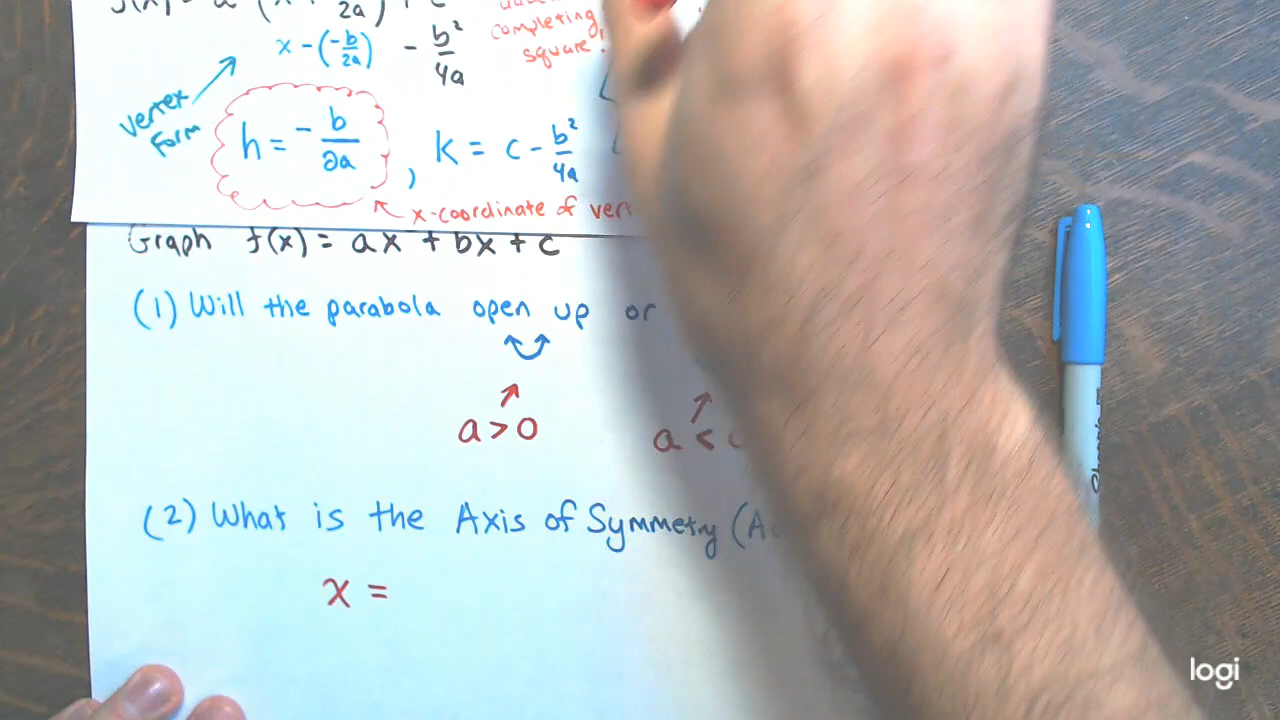 x - (-b/2a) - b²/4a
completing
square
vertex
form
h = - b/2a , k = c - b²/4a
x-coordinate of
Graph f(x) = ax + bx + c
(1) Will the parabola open up or
a > 0
a <
(2) What is the Axis of Symmetry (A
x =
logi